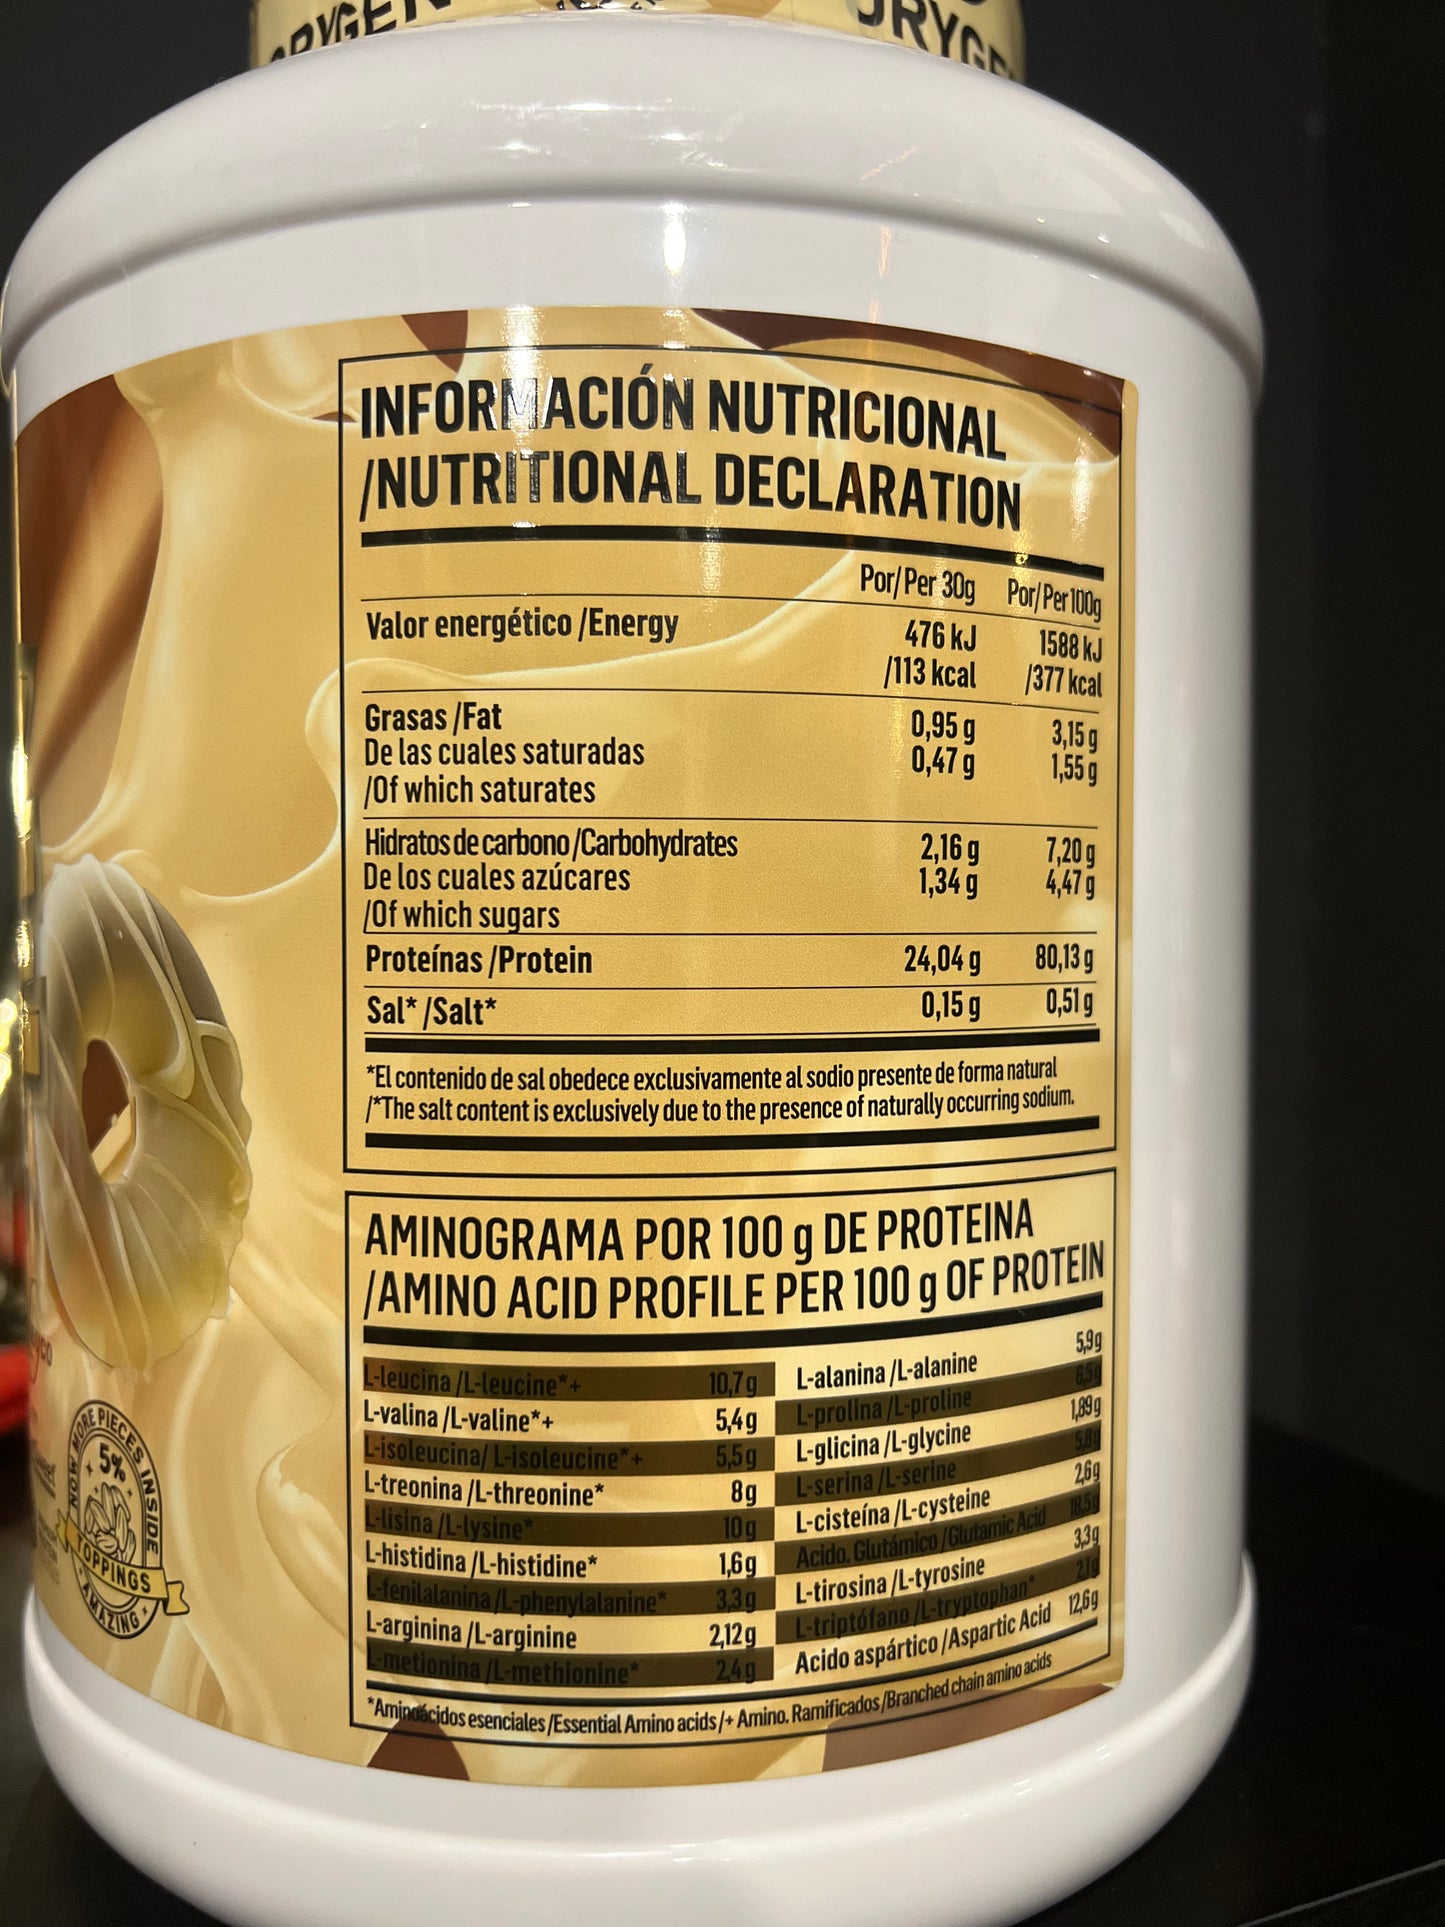 INFORMACIÓN NUTRICIONAL
/NUTRITIONAL DECLARATION
Por/Per 30g Por/Per 100g
Valor energético /Energy 476 kJ 1588 kJ
/113 kcal /377 kcal
Grasas /Fat 0,95 g 3,15 g
De las cuales saturadas 0,47 g 1,55 g
/Of which saturates
Hidratos de carbono /Carbohydrates 2,16 g 7,20 g
De los cuales azúcares 1,34 g 4,47 g
/Of which sugars
Proteínas /Protein 24,04 g 80,13 g
Sal* /Salt* 0,15 g 0,51 g
*El contenido de sal obedece exclusivamente al sodio presente de forma natural
/*The salt content is exclusively due to the presence of naturally occurring sodium.
AMINOGRAMA POR 100 g DE PROTEINA
/AMINO ACID PROFILE PER 100 g OF PROTEIN
L-leucina /L-leucine*+ 10,7 g
L-valina /L-valine*+ 5,4 g
L-isoleucina/ L-isoleucine*+ 5,5 g
L-treonina /L-threonine* 8g
L-lisina /L-lysine* 10 g
L-histidina /L-histidine* 1,6g
L-fenilalanina /L-phenylalanine* 3,3 g
L-arginina /L-arginine 2,12g
L-metionina /L-methionine* 2,4 g
L-alanina /L-alanine 5,9g
L-prolina /L-proline 6,5g
L-glicina /L-glycine 1,89g
L-serina /L-serine 5,8g
L-cisteína /L-cysteine 2,6g
Acido. Glutámico /Glutamic Acid 18,5g
L-tirosina /L-tyrosine 3,3g
L-triptófano /L-tryptophan* 2,1g
Acido aspártico /Aspartic Acid 12,6g
*Aminoácidos esenciales /Essential Amino acids /+ Amino. Ramificados /Branched chain amino acids
NOW MORE PIECES INSIDE
5%
TOPPINGS
AMAZING